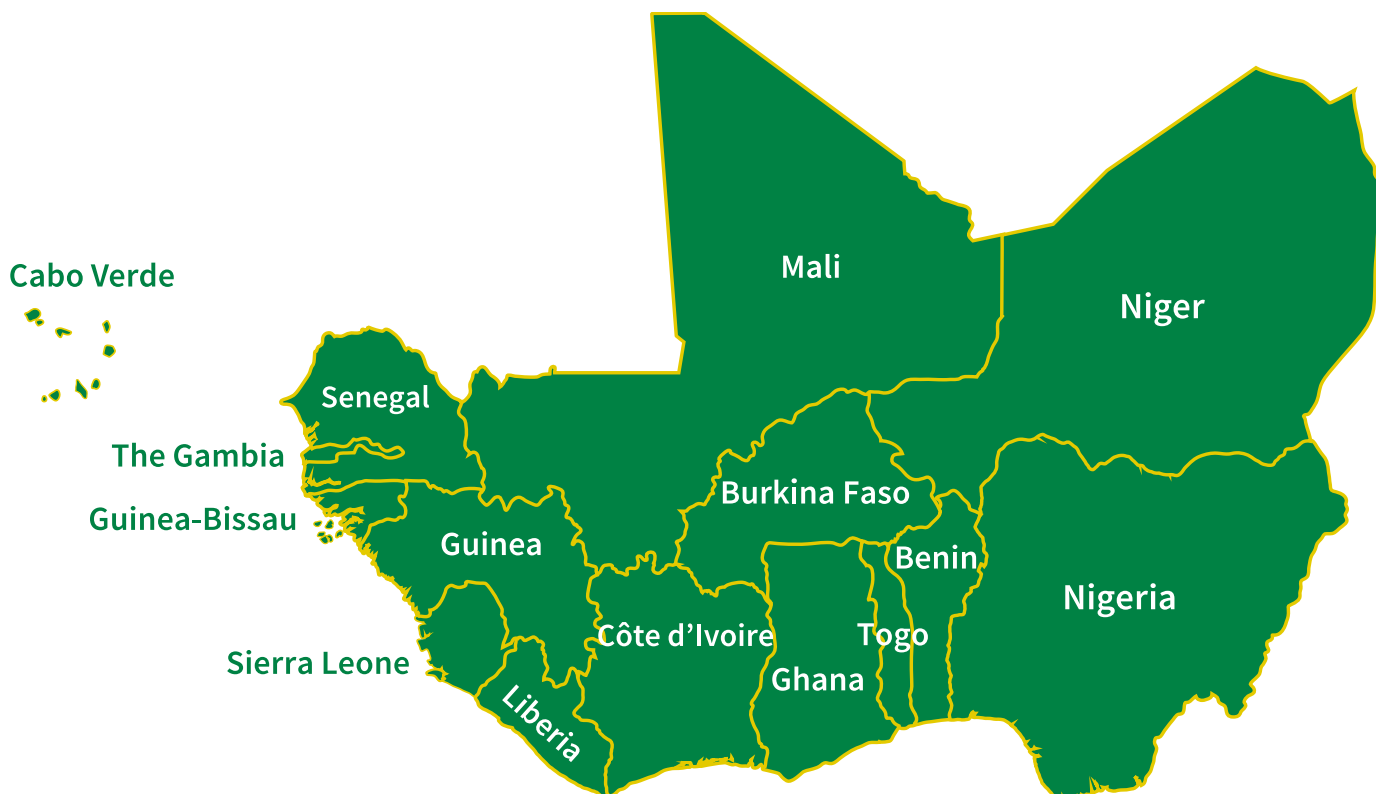 Mali
Cabo Verde
Niger
Senegal
The Gambia
Burkina Faso
Guinea-Bissau
Guinea
Benin
Nigeria
Côte d’Ivoire
Togo
Sierra Leone
Ghana
Liberia